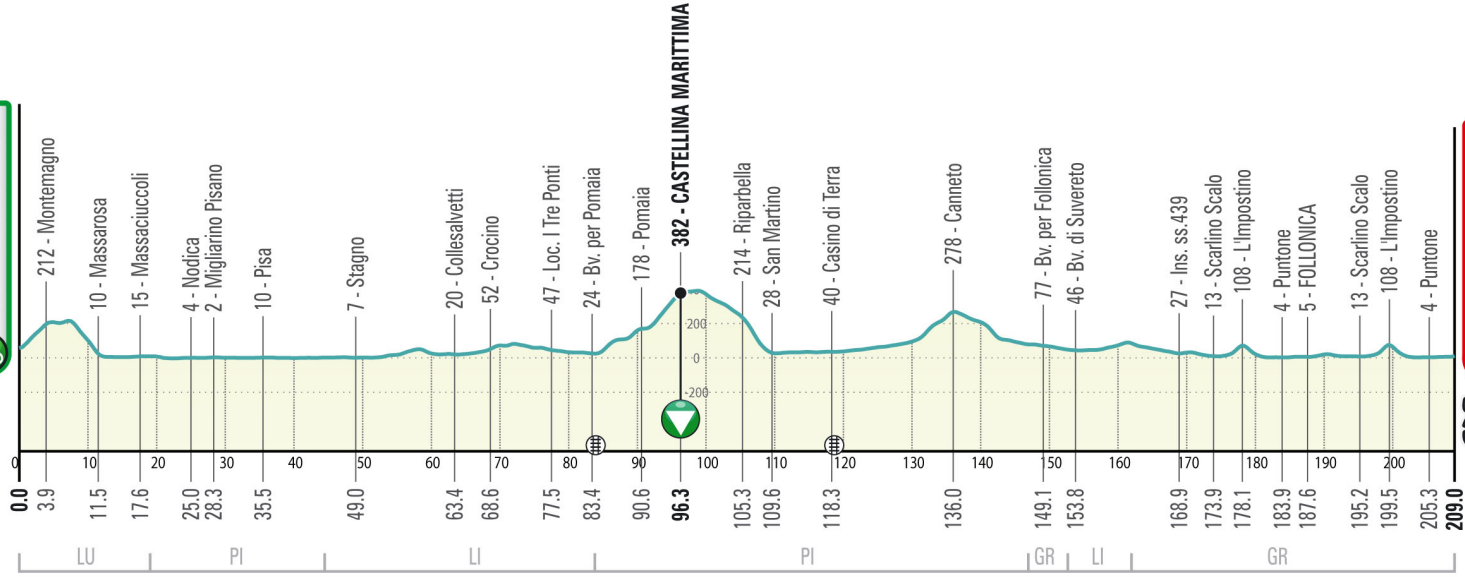 212 - Montemagno
10 - Massarosa
15 - Massaciuccoli
4 - Nodica
2 - Migliarino Pisano
10 - Pisa
7 - Stagno
20 - Collesalvetti
52 - Crocino
47 - Loc. I Tre Ponti
24 - Bv. per Pomaia
178 - Pomaia
382 - CASTELLINA MARITTIMA
214 - Riparbella
28 - San Martino
40 - Casino di Terra
278 - Canneto
77 - Bv. per Follonica
46 - Bv. di Suvereto
27 - Ins. ss.439
13 - Scarlino Scalo
108 - L'Impostino
4 - Puntone
5 - FOLLONICA
13 - Scarlino Scalo
108 - L'Impostino
4 - Puntone
200
0
-200
0 10 20 30 40 50 60 70 80 90 100 110 120 130 140 150 160 170 180 190 200
0.0
3.9
11.5
17.6
25.0
28.3
35.5
49.0
63.4
68.6
77.5
83.4
90.6
96.3
105.3
109.6
118.3
136.0
149.1
153.8
168.9
173.9
178.1
183.9
187.6
195.2
199.5
205.3
209.0
LU PI LI PI GR LI GR